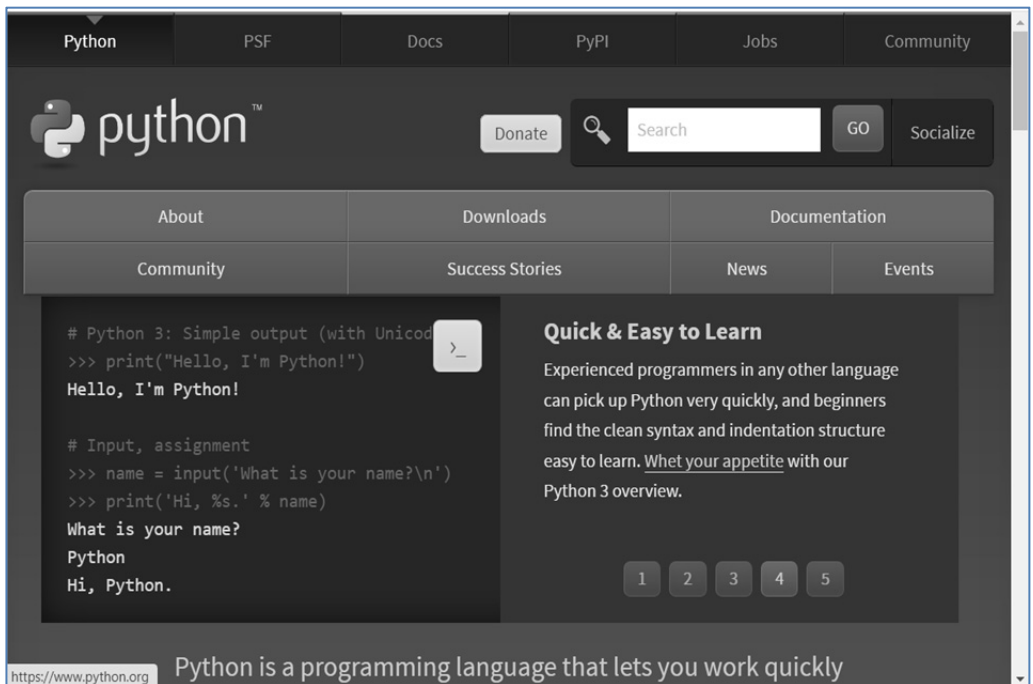 Python PSF Docs PyPI Jobs Community
python™
Donate Search GO Socialize
About Downloads Documentation
Community Success Stories News Events
# Python 3: Simple output (with Unicod
>>> print("Hello, I'm Python!")
Hello, I'm Python!
# Input, assignment
>>> name = input('What is your name?\n')
>>> print('Hi, %s.' % name)
What is your name?
Python
Hi, Python.
>_
Quick & Easy to Learn
Experienced programmers in any other language
can pick up Python very quickly, and beginners
find the clean syntax and indentation structure
easy to learn. Whet your appetite with our
Python 3 overview.
1 2 3 4 5
Python is a programming language that lets you work quickly
https://www.python.org